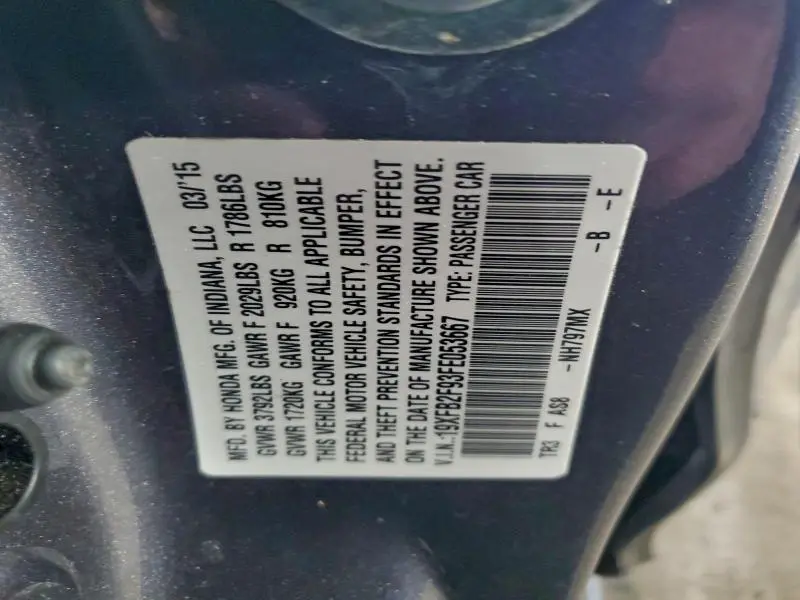 MFD. BY HONDA MFG. OF INDIANA, LLC 03/'15
GVWR 3792LBS GAWR F 2029LBS R 1786LBS
GVWR 1720KG GAWR F 920KG R 810KG
THIS VEHICLE CONFORMS TO ALL APPLICABLE
FEDERAL MOTOR VEHICLE SAFETY, BUMPER,
AND THEFT PREVENTION STANDARDS IN EFFECT
ON THE DATE OF MANUFACTURE SHOWN ABOVE.
V.I.N.:19XFB2F93FE053667 TYPE: PASSENGER CAR
TR3 F AS8 -NH797MX -B -E